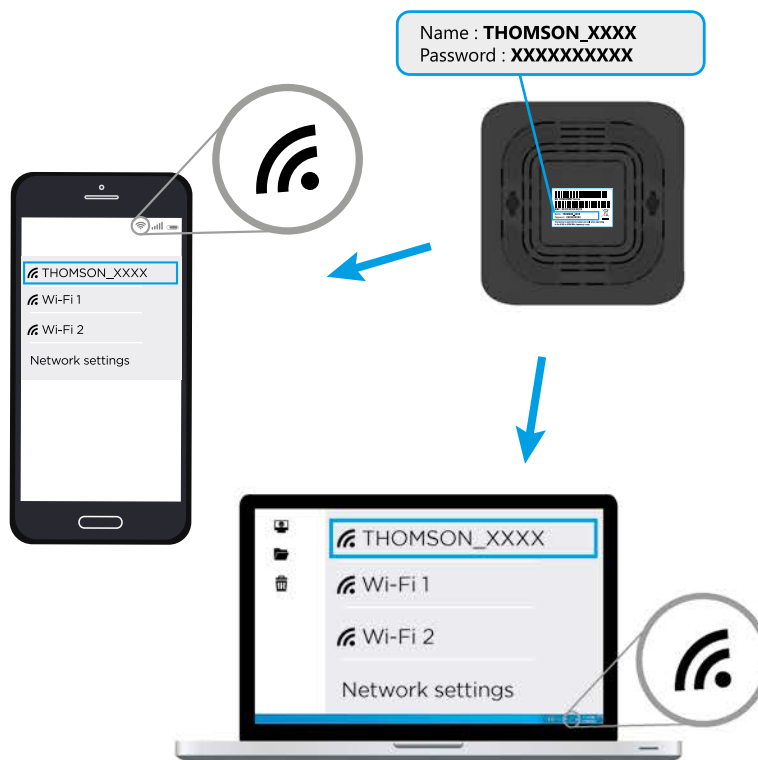 Name : THOMSON_XXXX
Password : XXXXXXXXXX
THOMSON_XXXX
Wi-Fi 1
Wi-Fi 2
Network settings
THOMSON_XXXX
Wi-Fi 1
Wi-Fi 2
Network settings